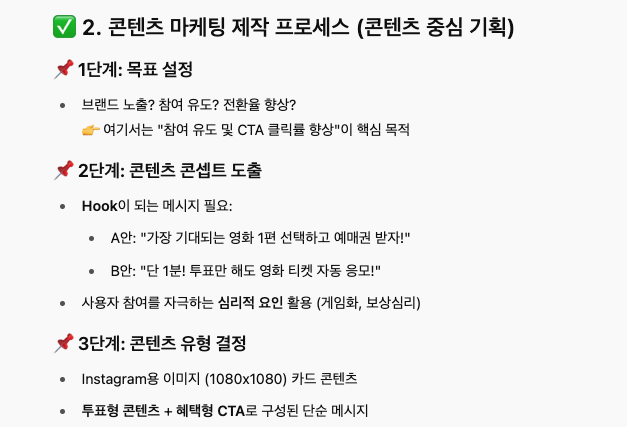 ✅ 2. 콘텐츠 마케팅 제작 프로세스 (콘텐츠 중심 기획)
📌 1단계: 목표 설정
• 브랜드 노출? 참여 유도? 전환율 향상?
👉 여기서는 "참여 유도 및 CTA 클릭률 향상"이 핵심 목적
📌 2단계: 콘텐츠 콘셉트 도출
• Hook이 되는 메시지 필요:
• A안: "가장 기대되는 영화 1편 선택하고 예매권 받자!"
• B안: "단 1분! 투표만 해도 영화 티켓 자동 응모!"
• 사용자 참여를 자극하는 심리적 요인 활용 (게임화, 보상심리)
📌 3단계: 콘텐츠 유형 결정
• Instagram용 이미지 (1080x1080) 카드 콘텐츠
• 투표형 콘텐츠 + 혜택형 CTA로 구성된 단순 메시지